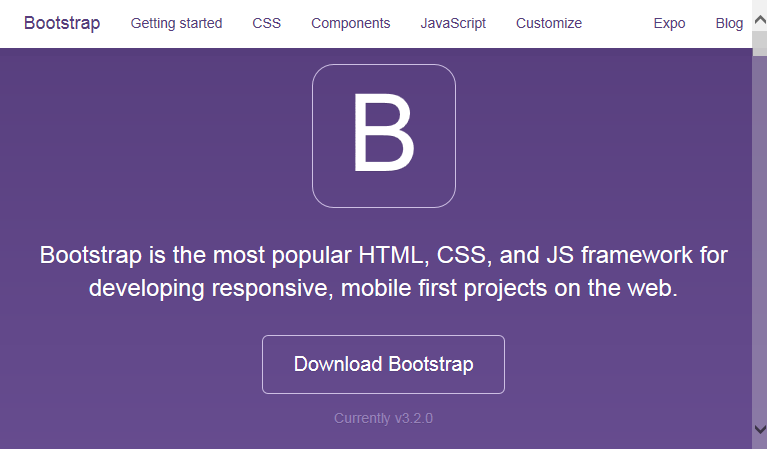 Bootstrap Getting started CSS Components JavaScript Customize Expo Blog
B
Bootstrap is the most popular HTML, CSS, and JS framework for
developing responsive, mobile first projects on the web.
Download Bootstrap
Currently v3.2.0